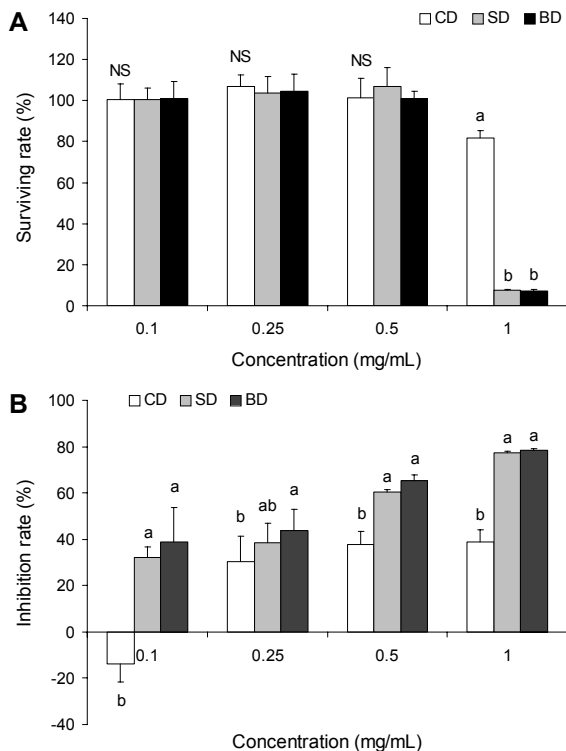 A
CD SD BD
140
120
100
80
60
40
20
0
Surviving rate (%)
NS NS NS a b b
0.1 0.25 0.5 1
Concentration (mg/mL)
B
CD SD BD
100
80
60
40
20
0
-20
-40
Inhibition rate (%)
b a a b ab a b a a b a a
0.1 0.25 0.5 1
Concentration (mg/mL)